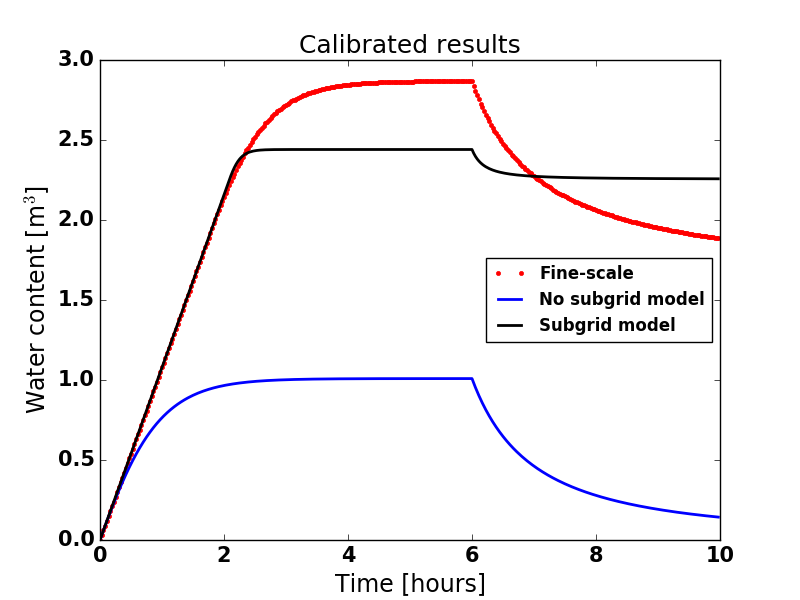 Calibrated results
3.0
2.5
2.0
1.5
1.0
0.5
0.0
Water content [m³]
Fine-scale
No subgrid model
Subgrid model
0 2 4 6 8 10
Time [hours]